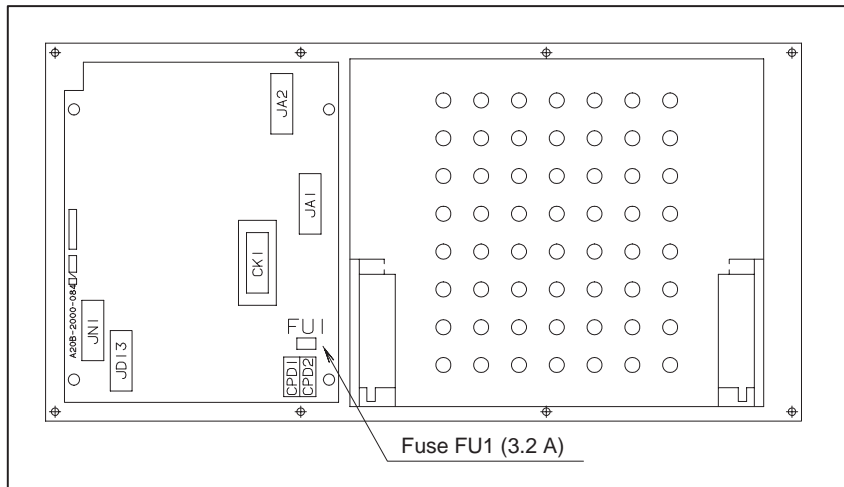 JA2
JA1
CK1
A20B-2000-084
JN1
JD13
FU1
CPD1
CPD2
Fuse FU1 (3.2 A)